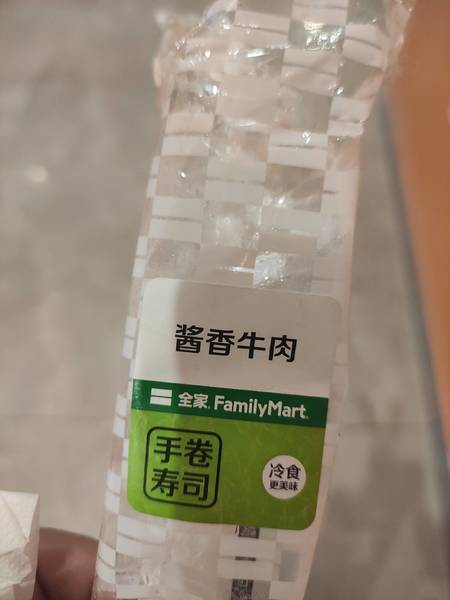 酱香牛肉
全家 FamilyMart
手卷
寿司
冷食
更美味